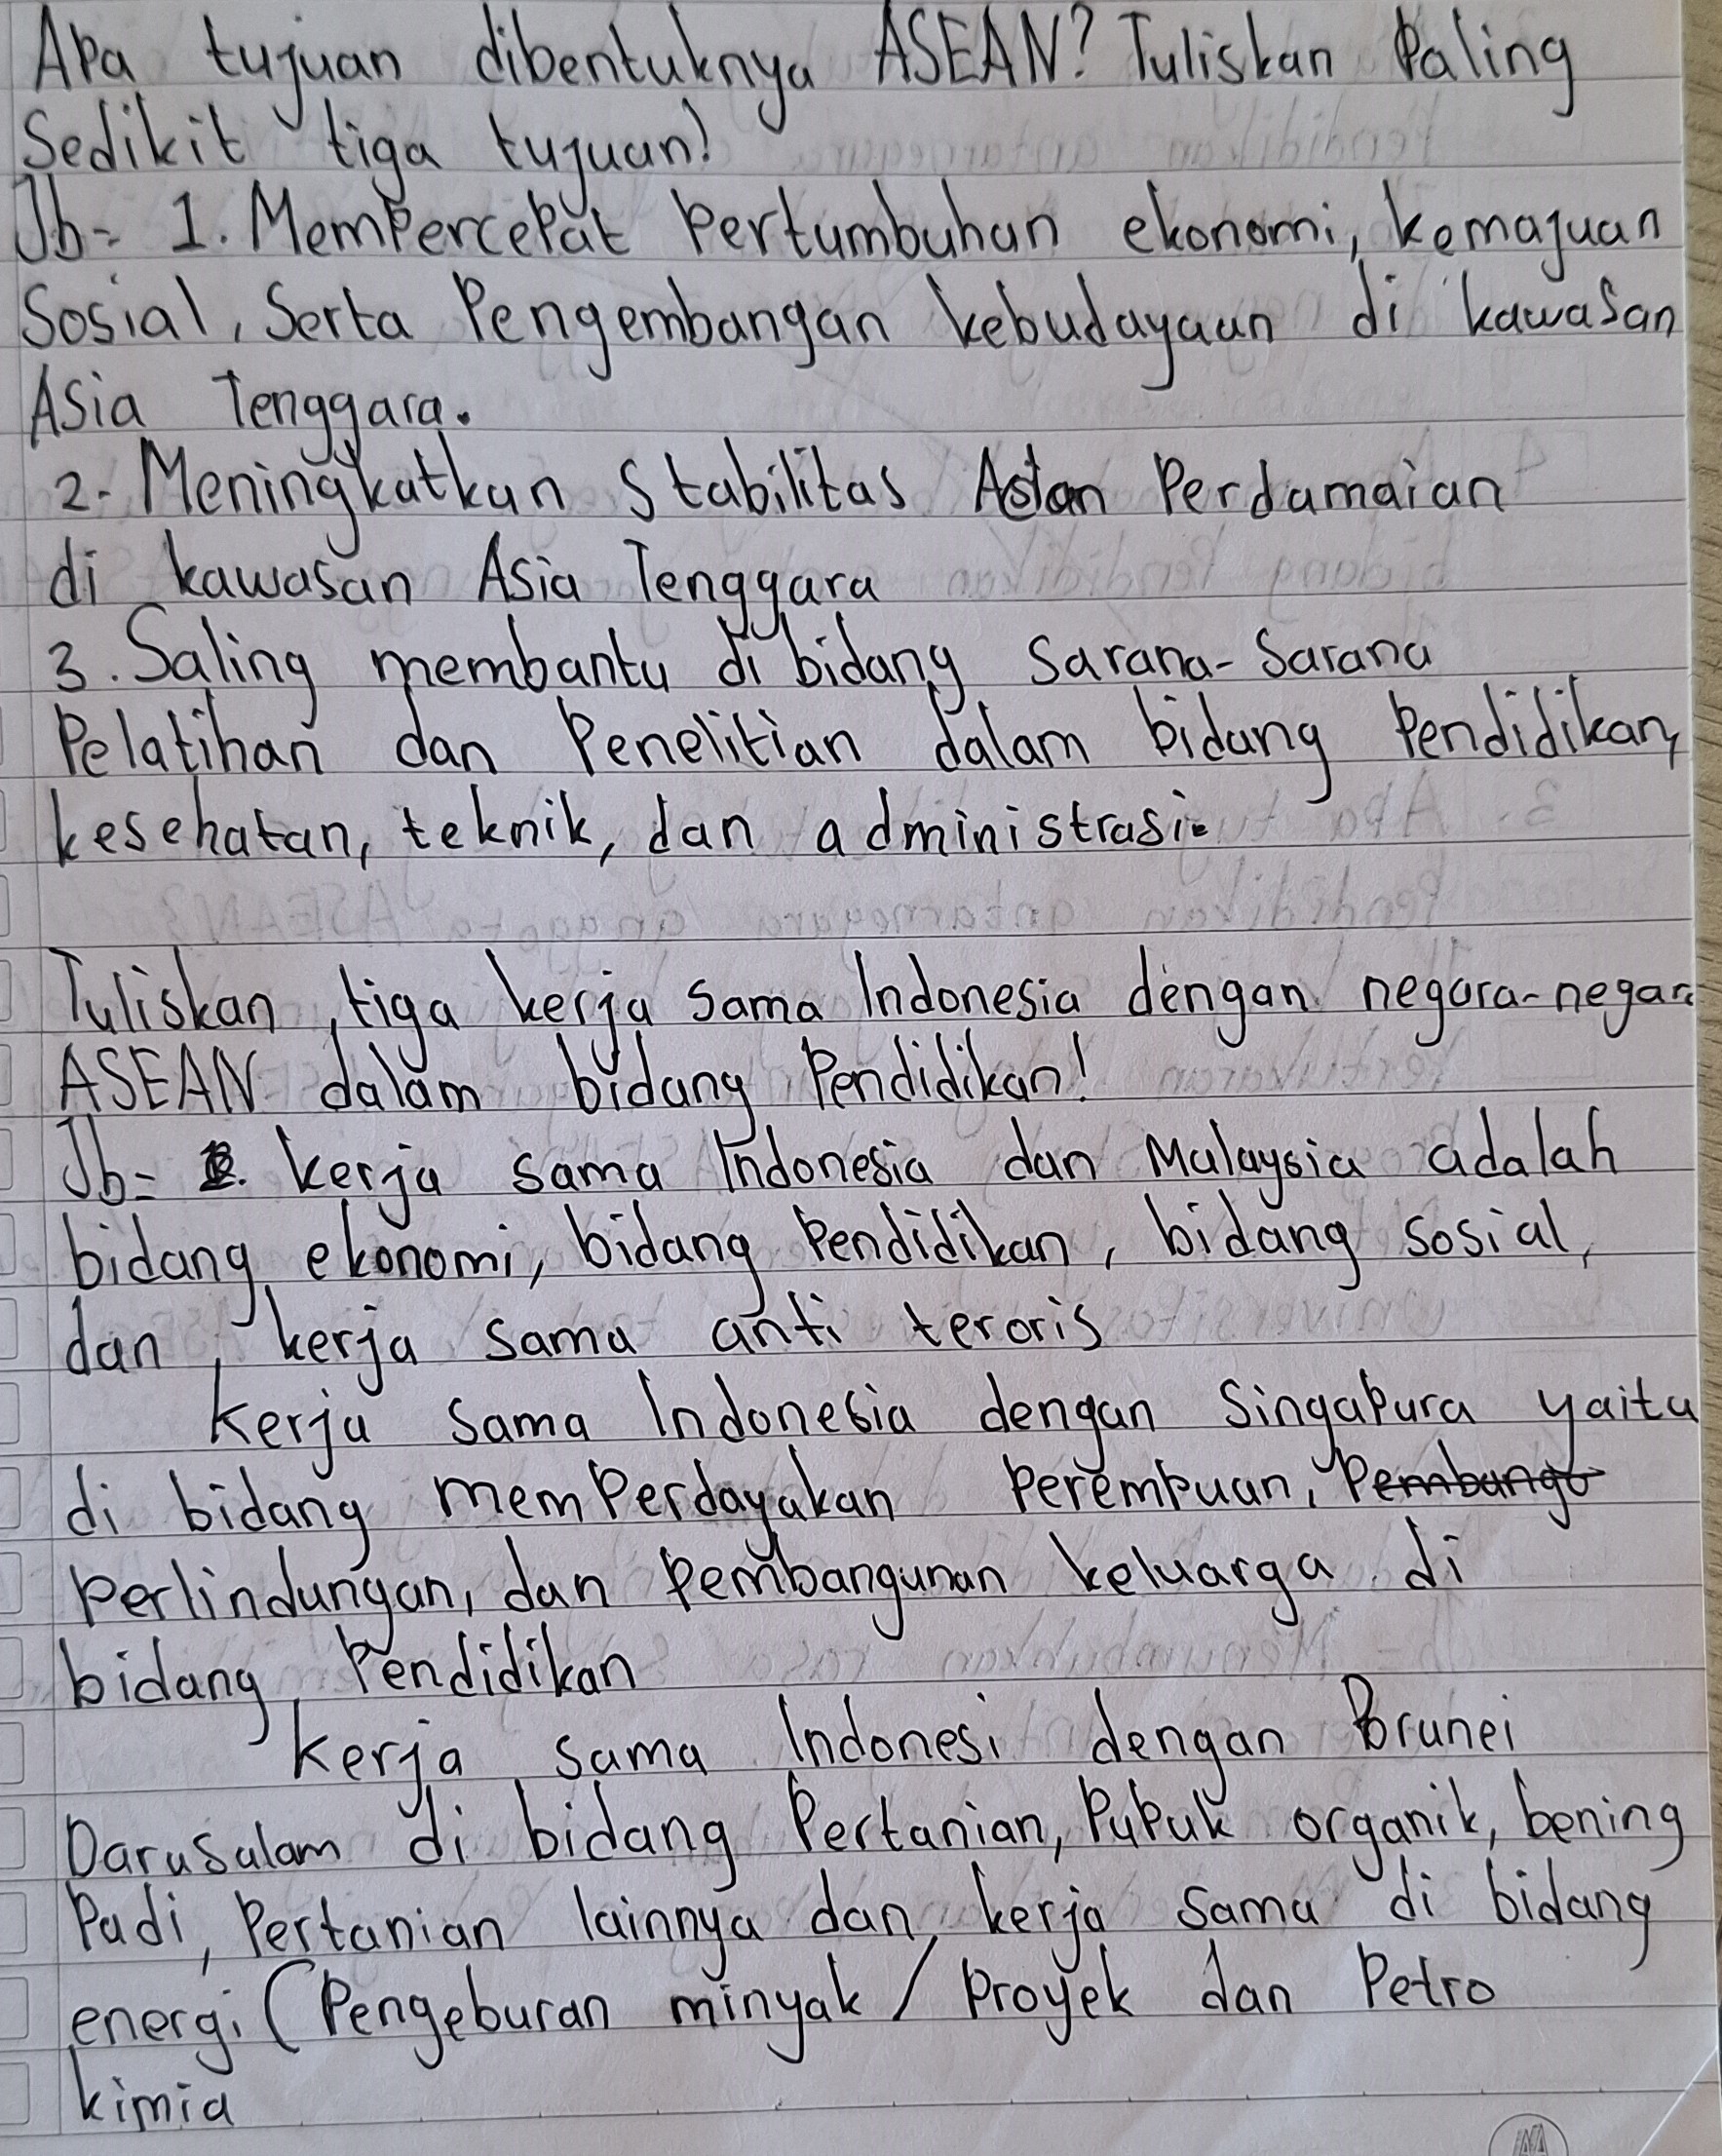 Apa tujuan dibentuknya ASEAN? Tuliskan Paling
Sedikit tiga tujuan!
Jb= 1. Mempercepat Pertumbuhan ekonomi, kemajuan
Sosial, Serta Pengembangan kebudayaan di kawasan
Asia Tenggara.
2. Meningkatkan Stabilitas dan Perdamaian
di kawasan Asia Tenggara
3. Saling membantu di bidang Sarana-Sarana
Pelatihan dan Penelitian dalam bidang Pendidikan,
kesehatan, teknik, dan administrasi.
Tuliskan, tiga kerja sama Indonesia dengan negara-negara
ASEAN dalam bidang Pendidikan!
Jb= kerja sama Indonesia dan Malaysia adalah
bidang ekonomi, bidang Pendidikan, bidang sosial,
dan, kerja sama anti teroris
Kerja Sama Indonesia dengan Singapura yaitu
di bidang memPerdayakan Perempuan, Pembango
Perlindungan, dan Pembangunan keluarga di
bidang, Pendidikan
Kerja sama Indonesi dengan Brunei
Darusalam di bidang Pertanian, Pupuk organik, bening
Padi, Pertanian lainnya dan, kerja sama di bidang
energi (Pengeburan minyak / Proyek dan Petro
kimia